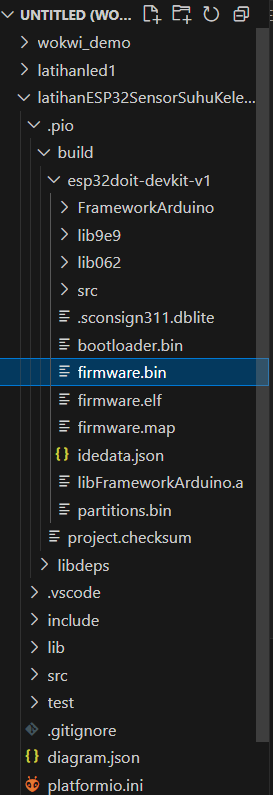 UNTITLED (WO...
wokwi_demo
latihanled1
latihanESP32SensorSuhuKele...
.pio
build
esp32doit-devkit-v1
FrameworkArduino
lib9e9
lib062
src
.sconsign311.dblite
bootloader.bin
firmware.bin
firmware.elf
firmware.map
{} idedata.json
libFrameworkArduino.a
partitions.bin
project.checksum
libdeps
.vscode
include
lib
src
test
.gitignore
{} diagram.json
platformio.ini